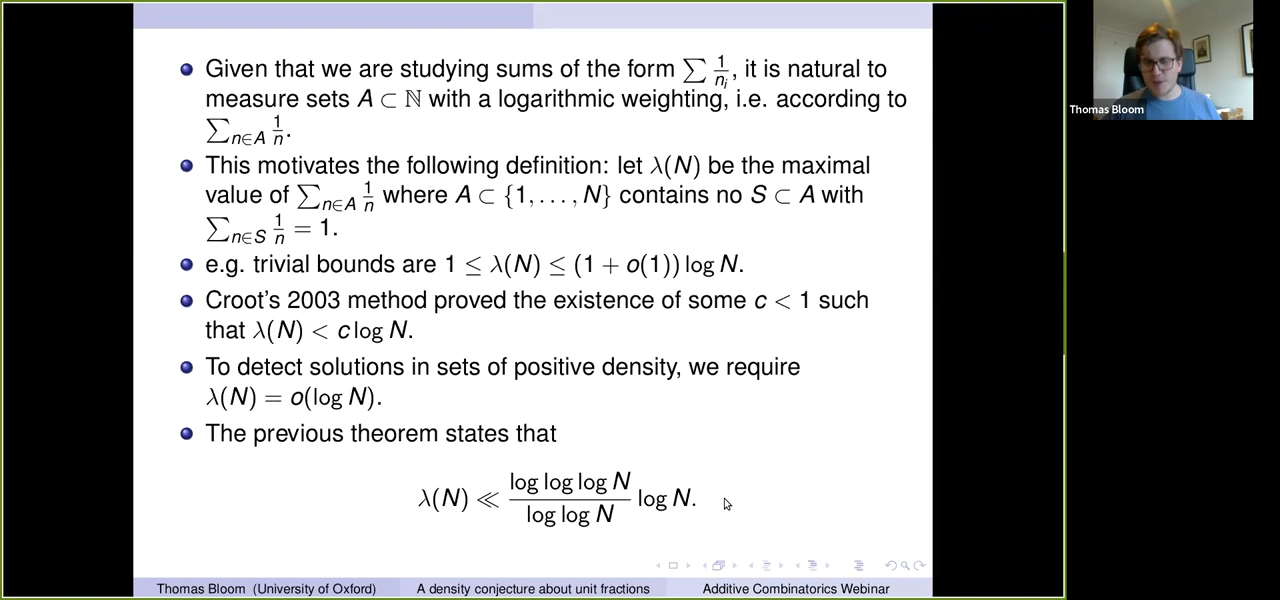 Given that we are studying sums of the form ∑ 1/nᵢ, it is natural to
measure sets A ⊂ ℕ with a logarithmic weighting, i.e. according to
∑ₙ∈A 1/n.
This motivates the following definition: let λ(N) be the maximal
value of ∑ₙ∈A 1/n where A ⊂ {1, . . . , N} contains no S ⊂ A with
∑ₙ∈S 1/n = 1.
e.g. trivial bounds are 1 ≤ λ(N) ≤ (1 + o(1)) log N.
Croot's 2003 method proved the existence of some c < 1 such
that λ(N) < c log N.
To detect solutions in sets of positive density, we require
λ(N) = o(log N).
The previous theorem states that
λ(N) ≪ (log log log N)/(log log N) log N.
Thomas Bloom (University of Oxford) A density conjecture about unit fractions Additive Combinatorics Webinar
Thomas Bloom